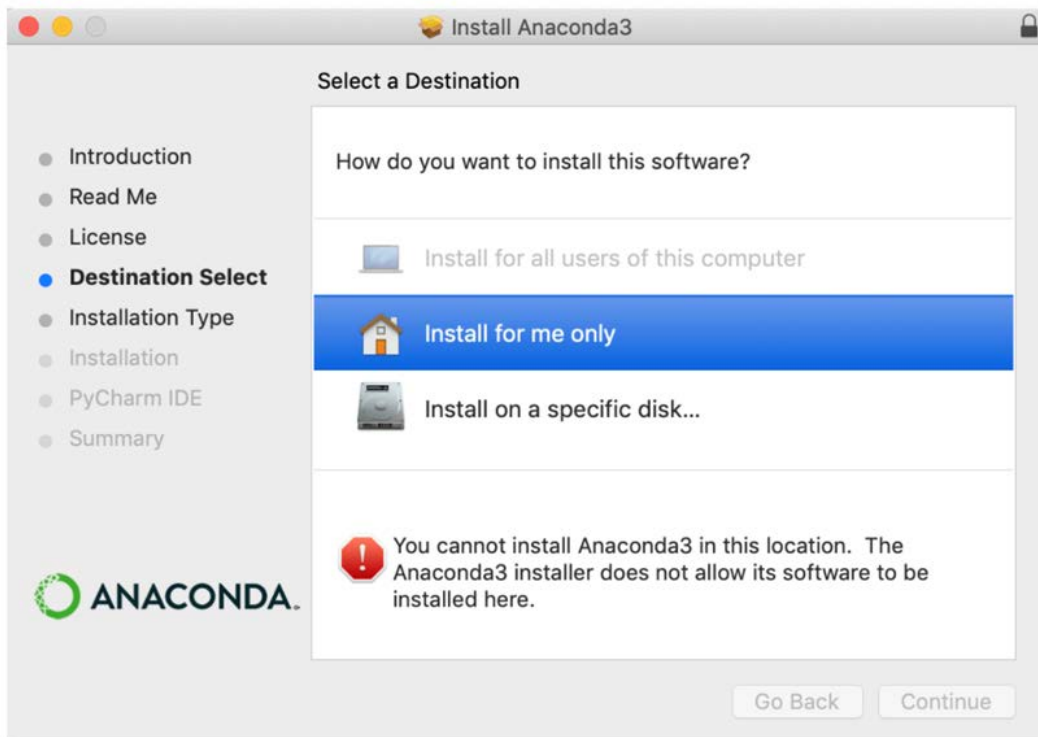 Install Anaconda3
Select a Destination
Introduction
Read Me
License
Destination Select
Installation Type
Installation
PyCharm IDE
Summary
ANACONDA.
How do you want to install this software?
Install for all users of this computer
Install for me only
Install on a specific disk...
You cannot install Anaconda3 in this location. The
Anaconda3 installer does not allow its software to be
installed here.
Go Back
Continue